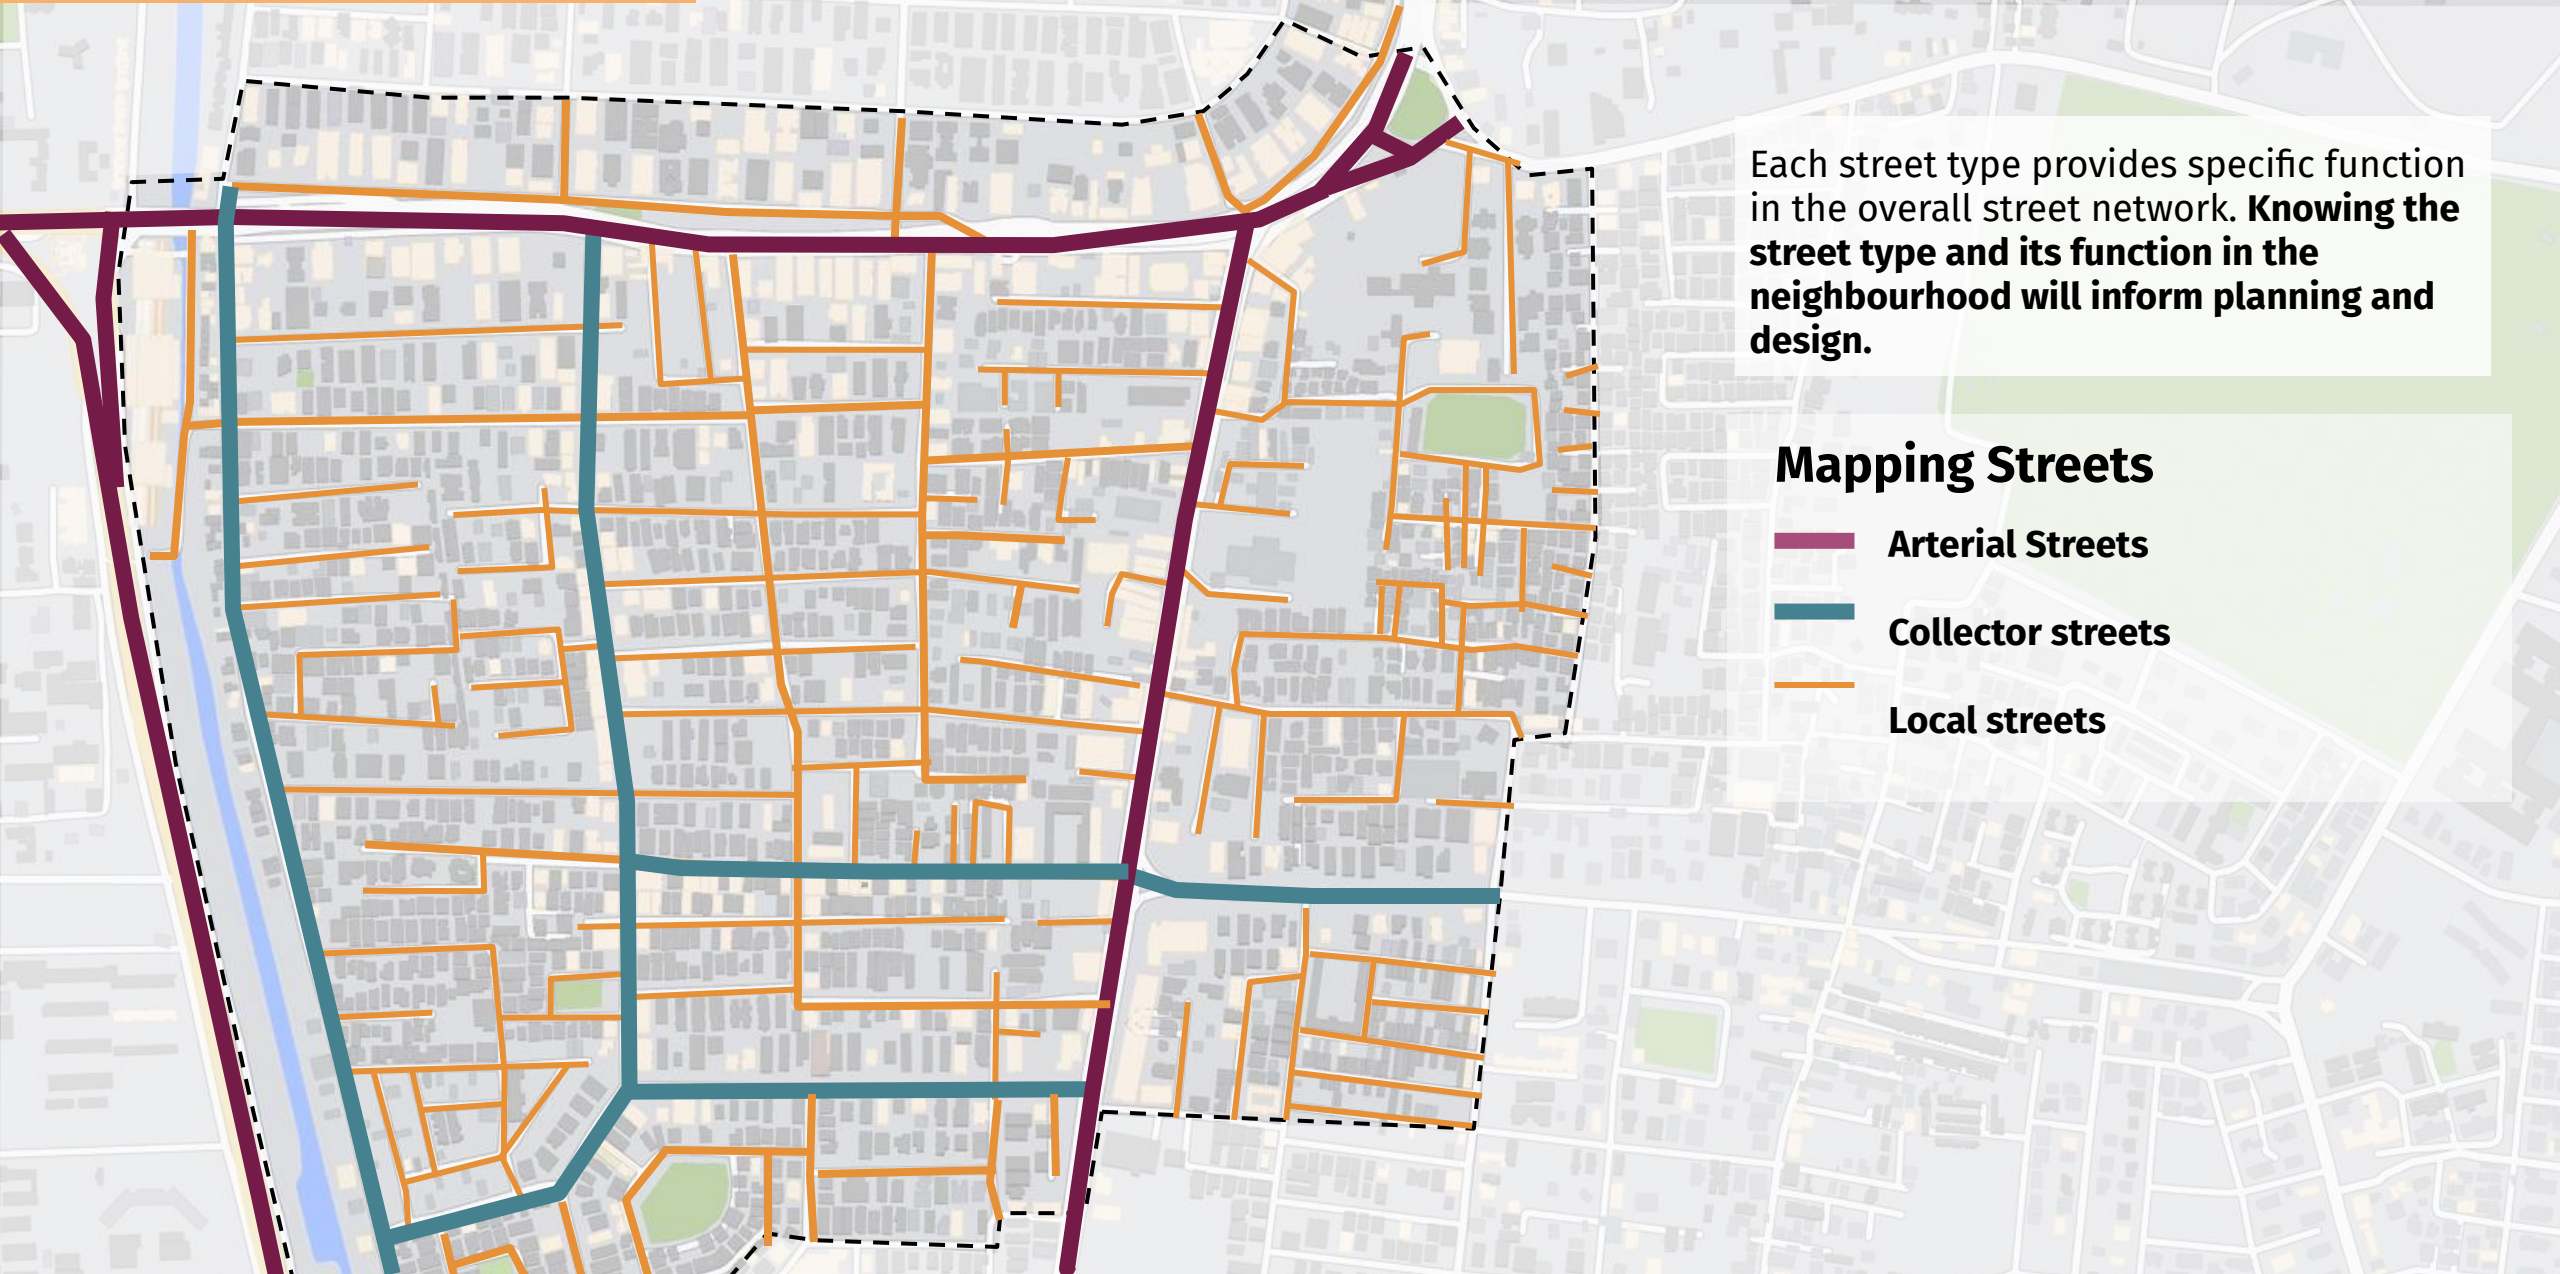 Each street type provides specific function
in the overall street network. Knowing the
street type and its function in the
neighbourhood will inform planning and
design.
Mapping Streets
Arterial Streets
Collector streets
Local streets